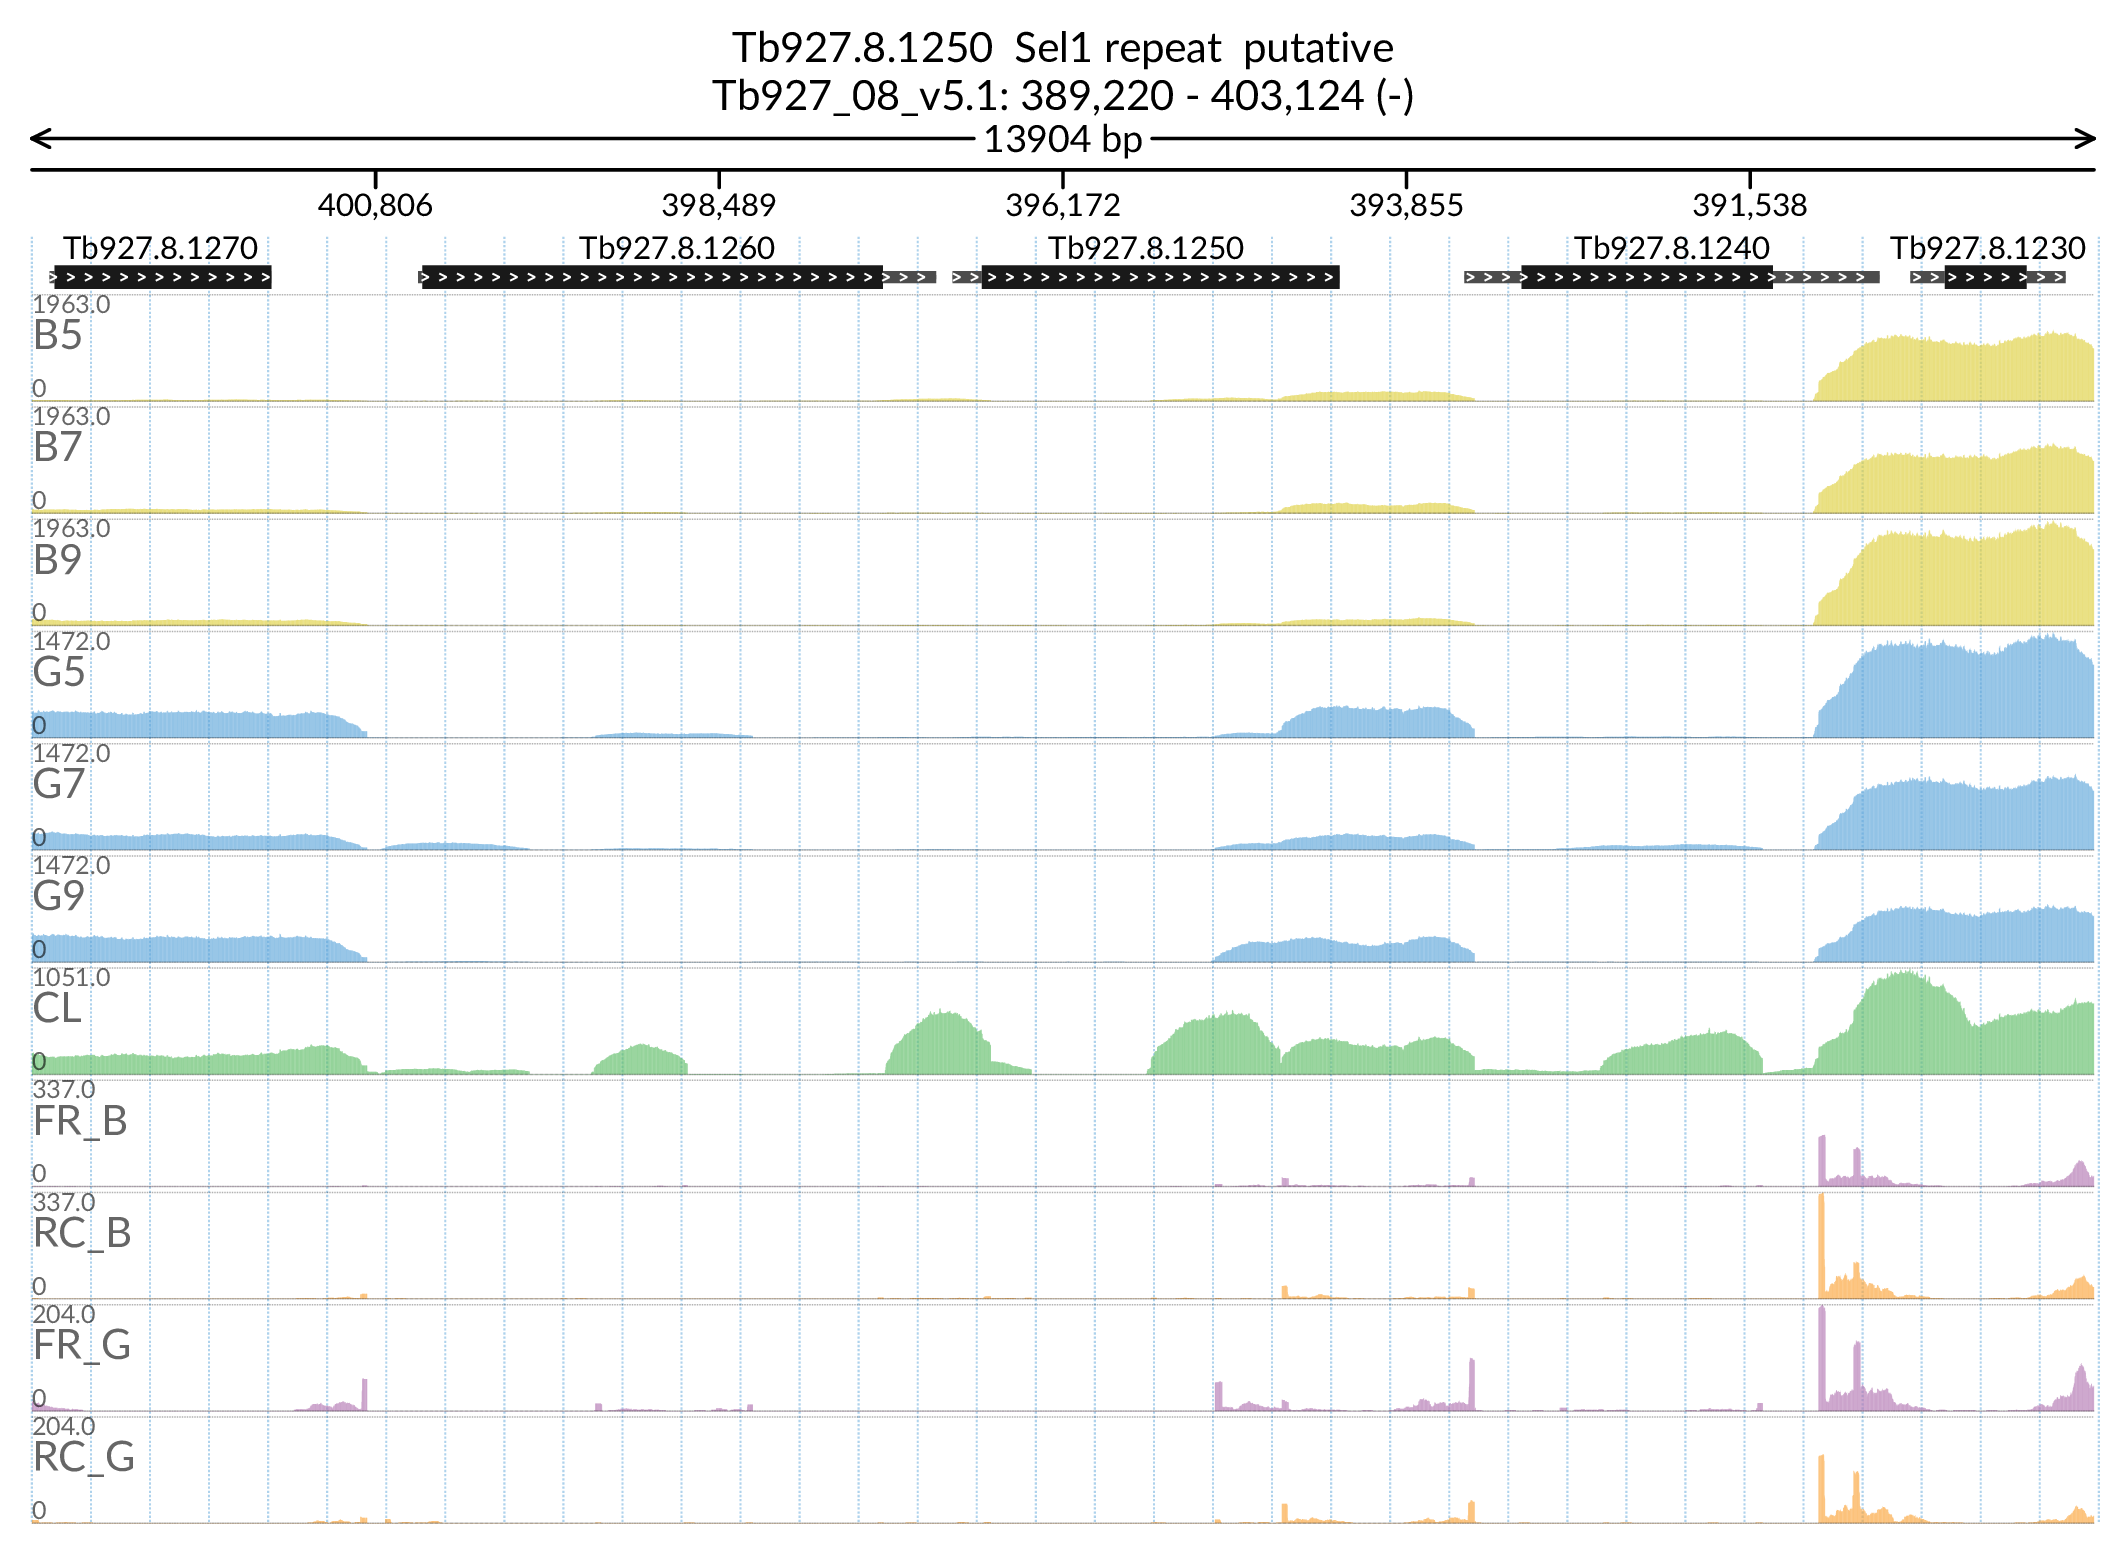 Tb927.8.1250  Sel1 repeat  putative
Tb927_08_v5.1: 389,220 - 403,124 (-)
13904 bp
400,806 398,489 396,172 393,855 391,538
Tb927.8.1270 Tb927.8.1260 Tb927.8.1250 Tb927.8.1240 Tb927.8.1230
1963.0
B5
0
1963.0
B7
0
1963.0
B9
0
1472.0
G5
0
1472.0
G7
0
1472.0
G9
0
1051.0
CL
0
337.0
FR_B
0
337.0
RC_B
0
204.0
FR_G
0
204.0
RC_G
0